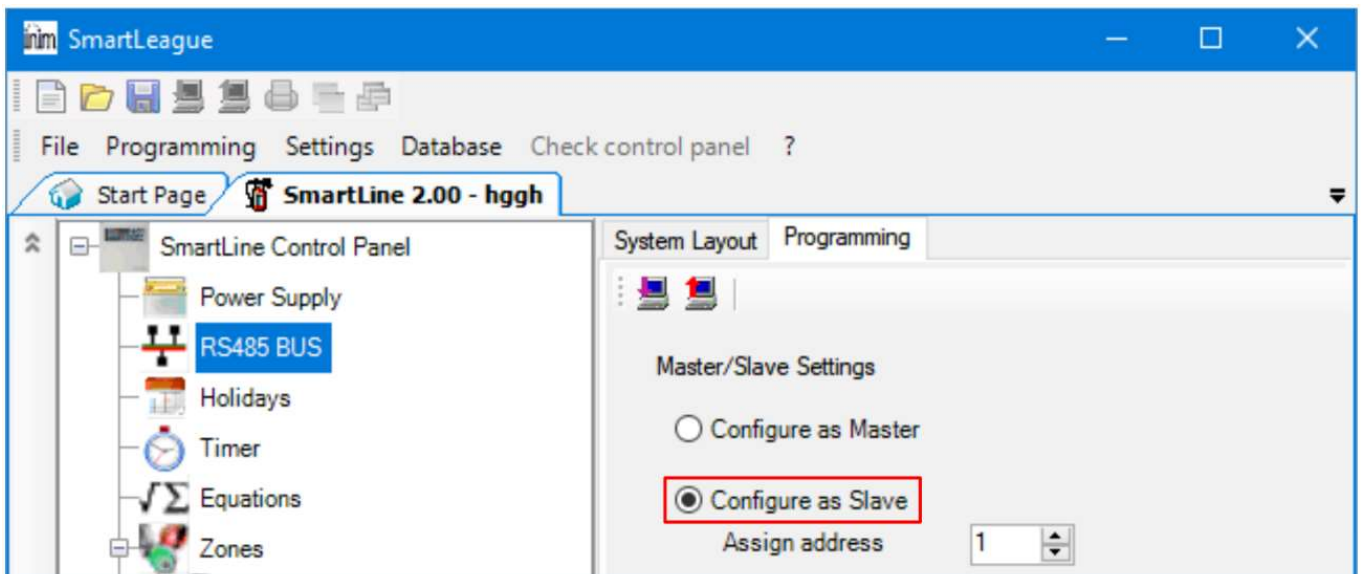 inim SmartLeague
File Programming Settings Database Check control panel ?
Start Page SmartLine 2.00 - hggh
SmartLine Control Panel
Power Supply
RS485 BUS
Holidays
Timer
Equations
Zones
System Layout Programming
Master/Slave Settings
Configure as Master
Configure as Slave
Assign address 1